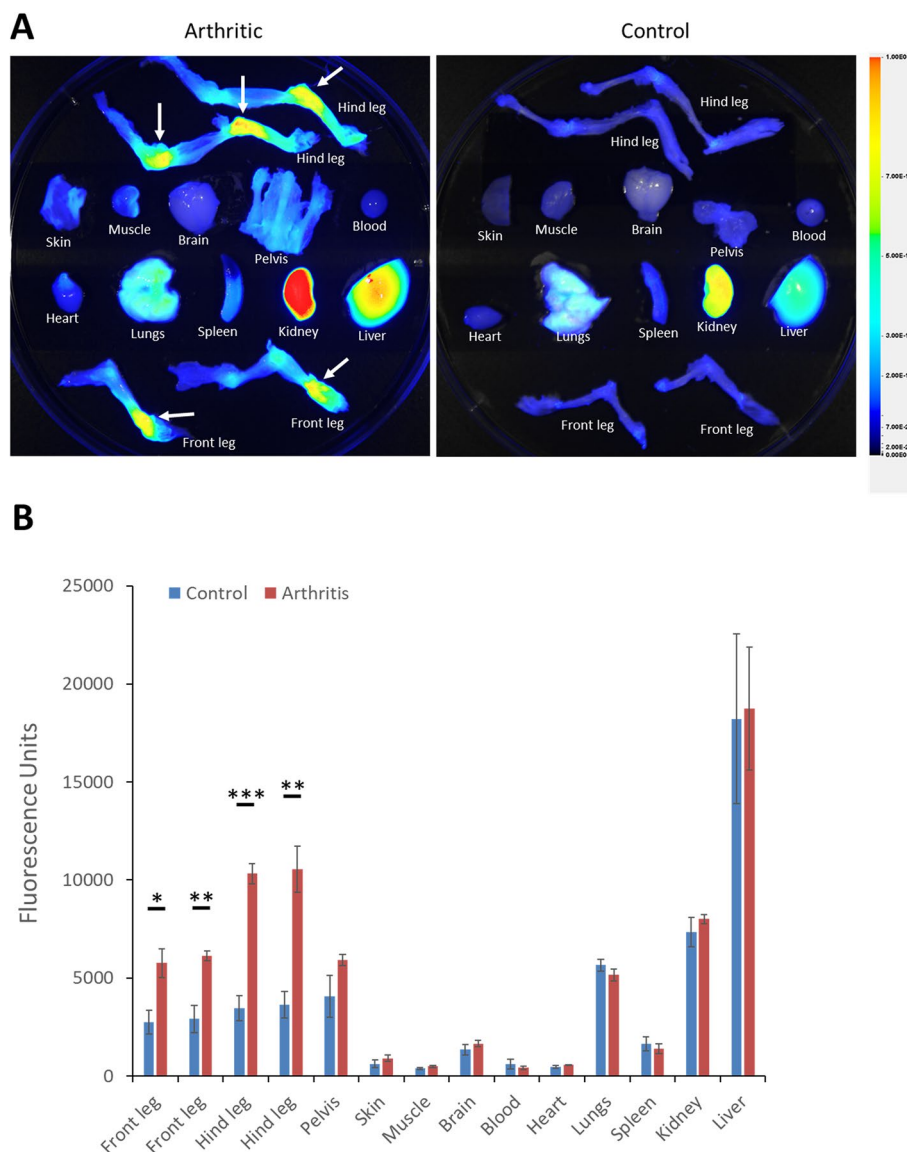 A
Arthritic
Control
Hind leg
Hind leg
Skin
Muscle
Brain
Pelvis
Blood
Heart
Lungs
Spleen
Kidney
Liver
Front leg
Front leg
Hind leg
Hind leg
Skin
Muscle
Brain
Pelvis
Blood
Heart
Lungs
Spleen
Kidney
Liver
Front leg
Front leg
B
Control
Arthritis
Fluorescence Units
25000
20000
15000
10000
5000
0
*
**
***
**
Front leg
Front leg
Hind leg
Hind leg
Pelvis
Skin
Muscle
Brain
Blood
Heart
Lungs
Spleen
Kidney
Liver